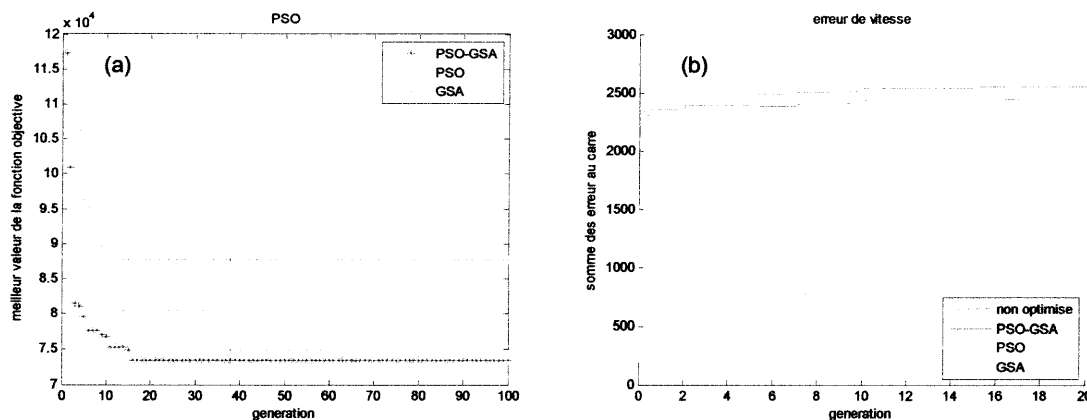 PSO
x 10⁴
12
11.5
11
10.5
10
9.5
9
8.5
8
7.5
7
meilleur valeur de la fonction objective
(a)
PSO-GSA
PSO
GSA
0 10 20 30 40 50 60 70 80 90 100
generation
erreur de vitesse
3000
2500
2000
1500
1000
500
0
somme des erreur au carre
(b)
non optimise
PSO-GSA
PSO
GSA
0 2 4 6 8 10 12 14 16 18 20
generation